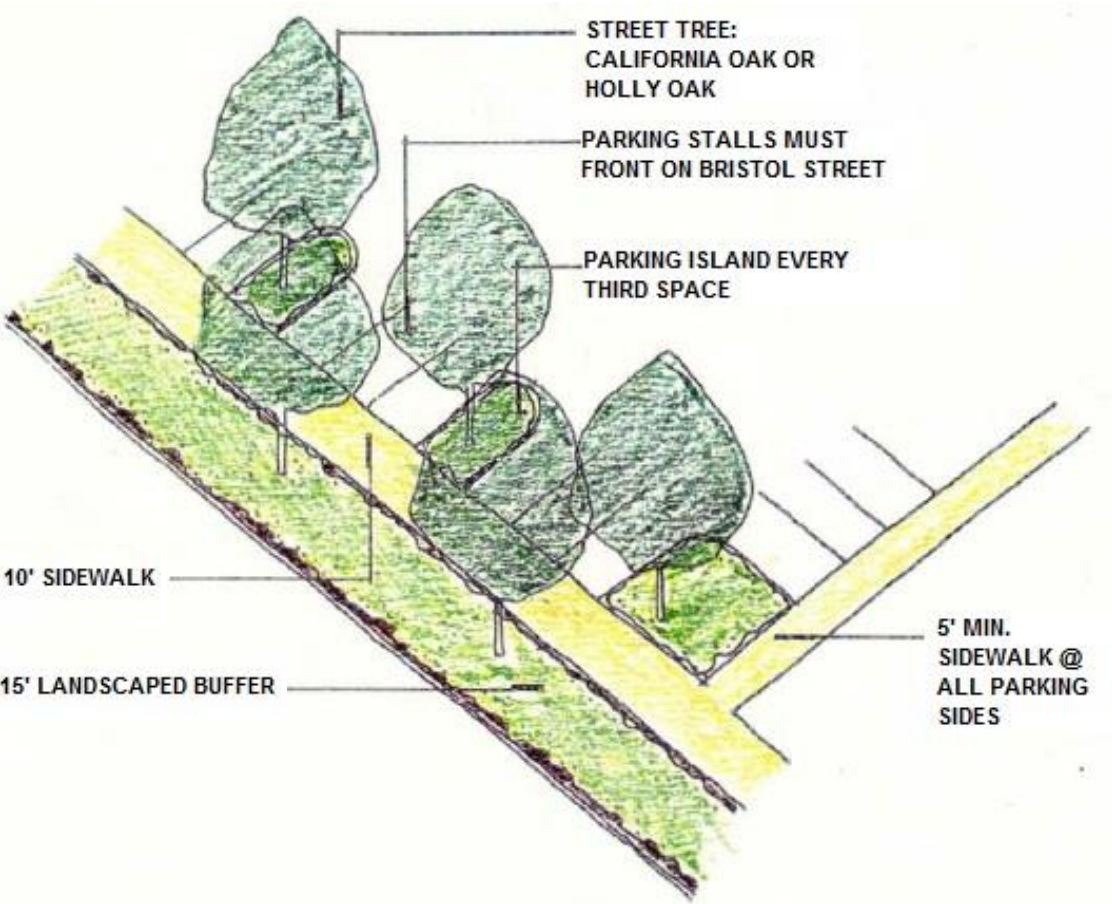 STREET TREE:
CALIFORNIA OAK OR
HOLLY OAK
PARKING STALLS MUST
FRONT ON BRISTOL STREET
PARKING ISLAND EVERY
THIRD SPACE
10' SIDEWALK
15' LANDSCAPED BUFFER
5' MIN.
SIDEWALK @
ALL PARKING
SIDES